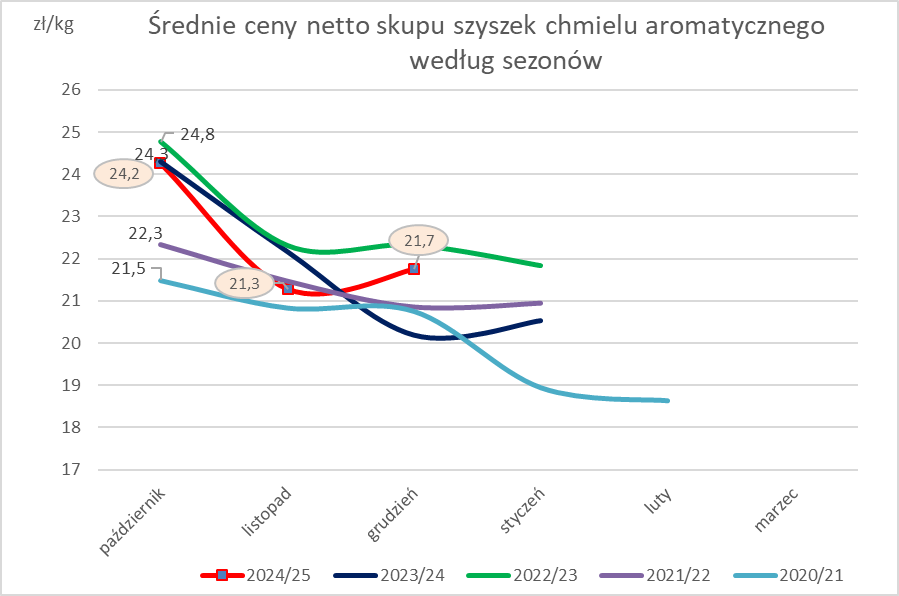 zł/kg
Średnie ceny netto skupu szyszek chmielu aromatycznego
według sezonów
26
25
24
23
22
21
20
19
18
17
24,8
24,3
24,2
22,3
21,5
21,3
21,7
październik
listopad
grudzień
styczeń
luty
marzec
2024/25
2023/24
2022/23
2021/22
2020/21